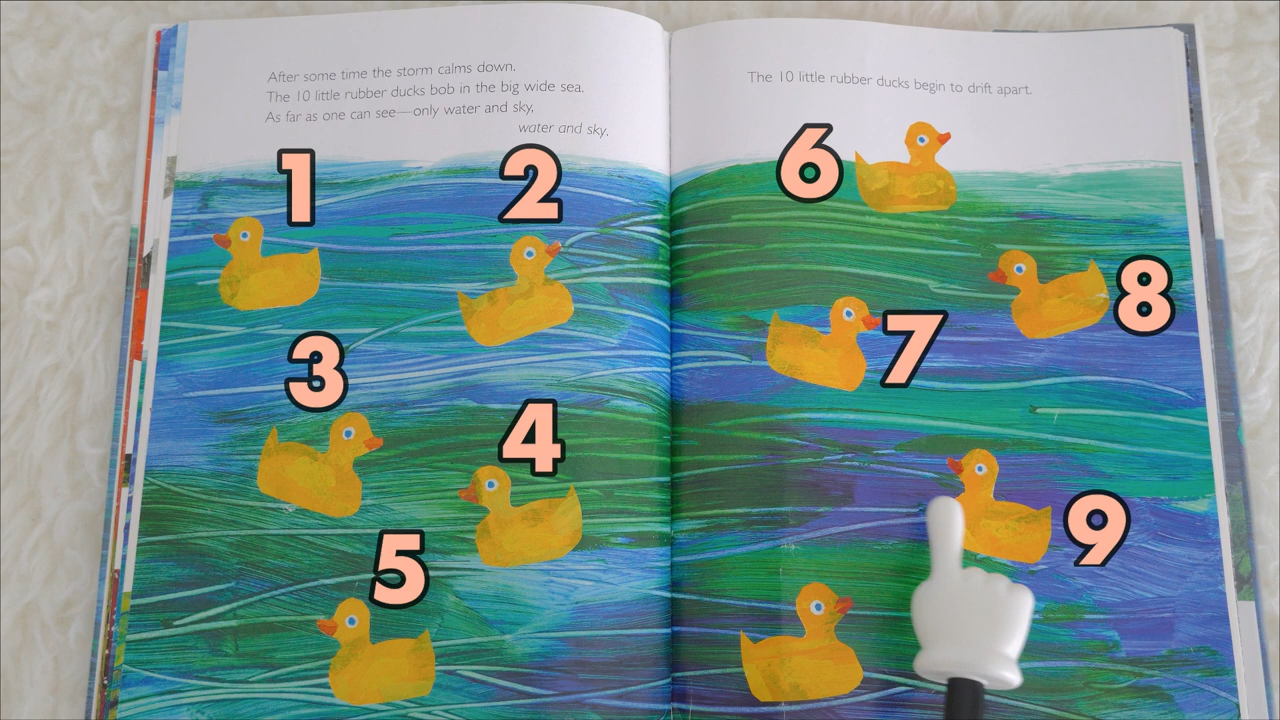 After some time the storm calms down.
The 10 little rubber ducks bob in the big wide sea.
As far as one can see—only water and sky,
water and sky.
The 10 little rubber ducks begin to drift apart.
1
2
3
4
5
6
7
8
9